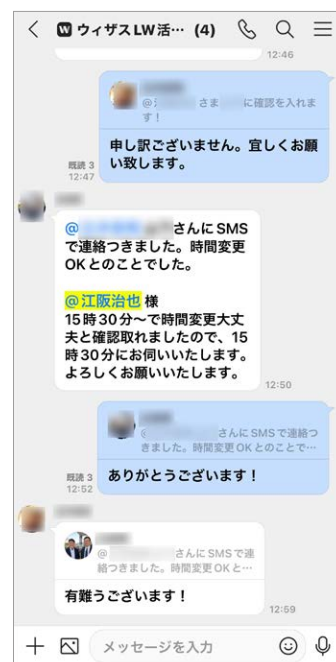 ウィザスLW活… (4)
12:46
@ さま に確認を入れま
す！
申し訳ございません。宜しくお願
い致します。
既読 3
12:47
@ さんにSMS
で連絡つきました。時間変更
OKとのことでした。
@江阪治也 様
15時30分～で時間変更大丈
夫と確認取れましたので、15
時30分にお伺いいたします。
よろしくお願いいたします。
12:50
さんにSMSで連絡つ
きました。時間変更OKとのことで…
ありがとうございます！
既読 3
12:52
@ さんにSMSで連
絡つきました。時間変更OKと…
有難うございます！
12:59
メッセージを入力